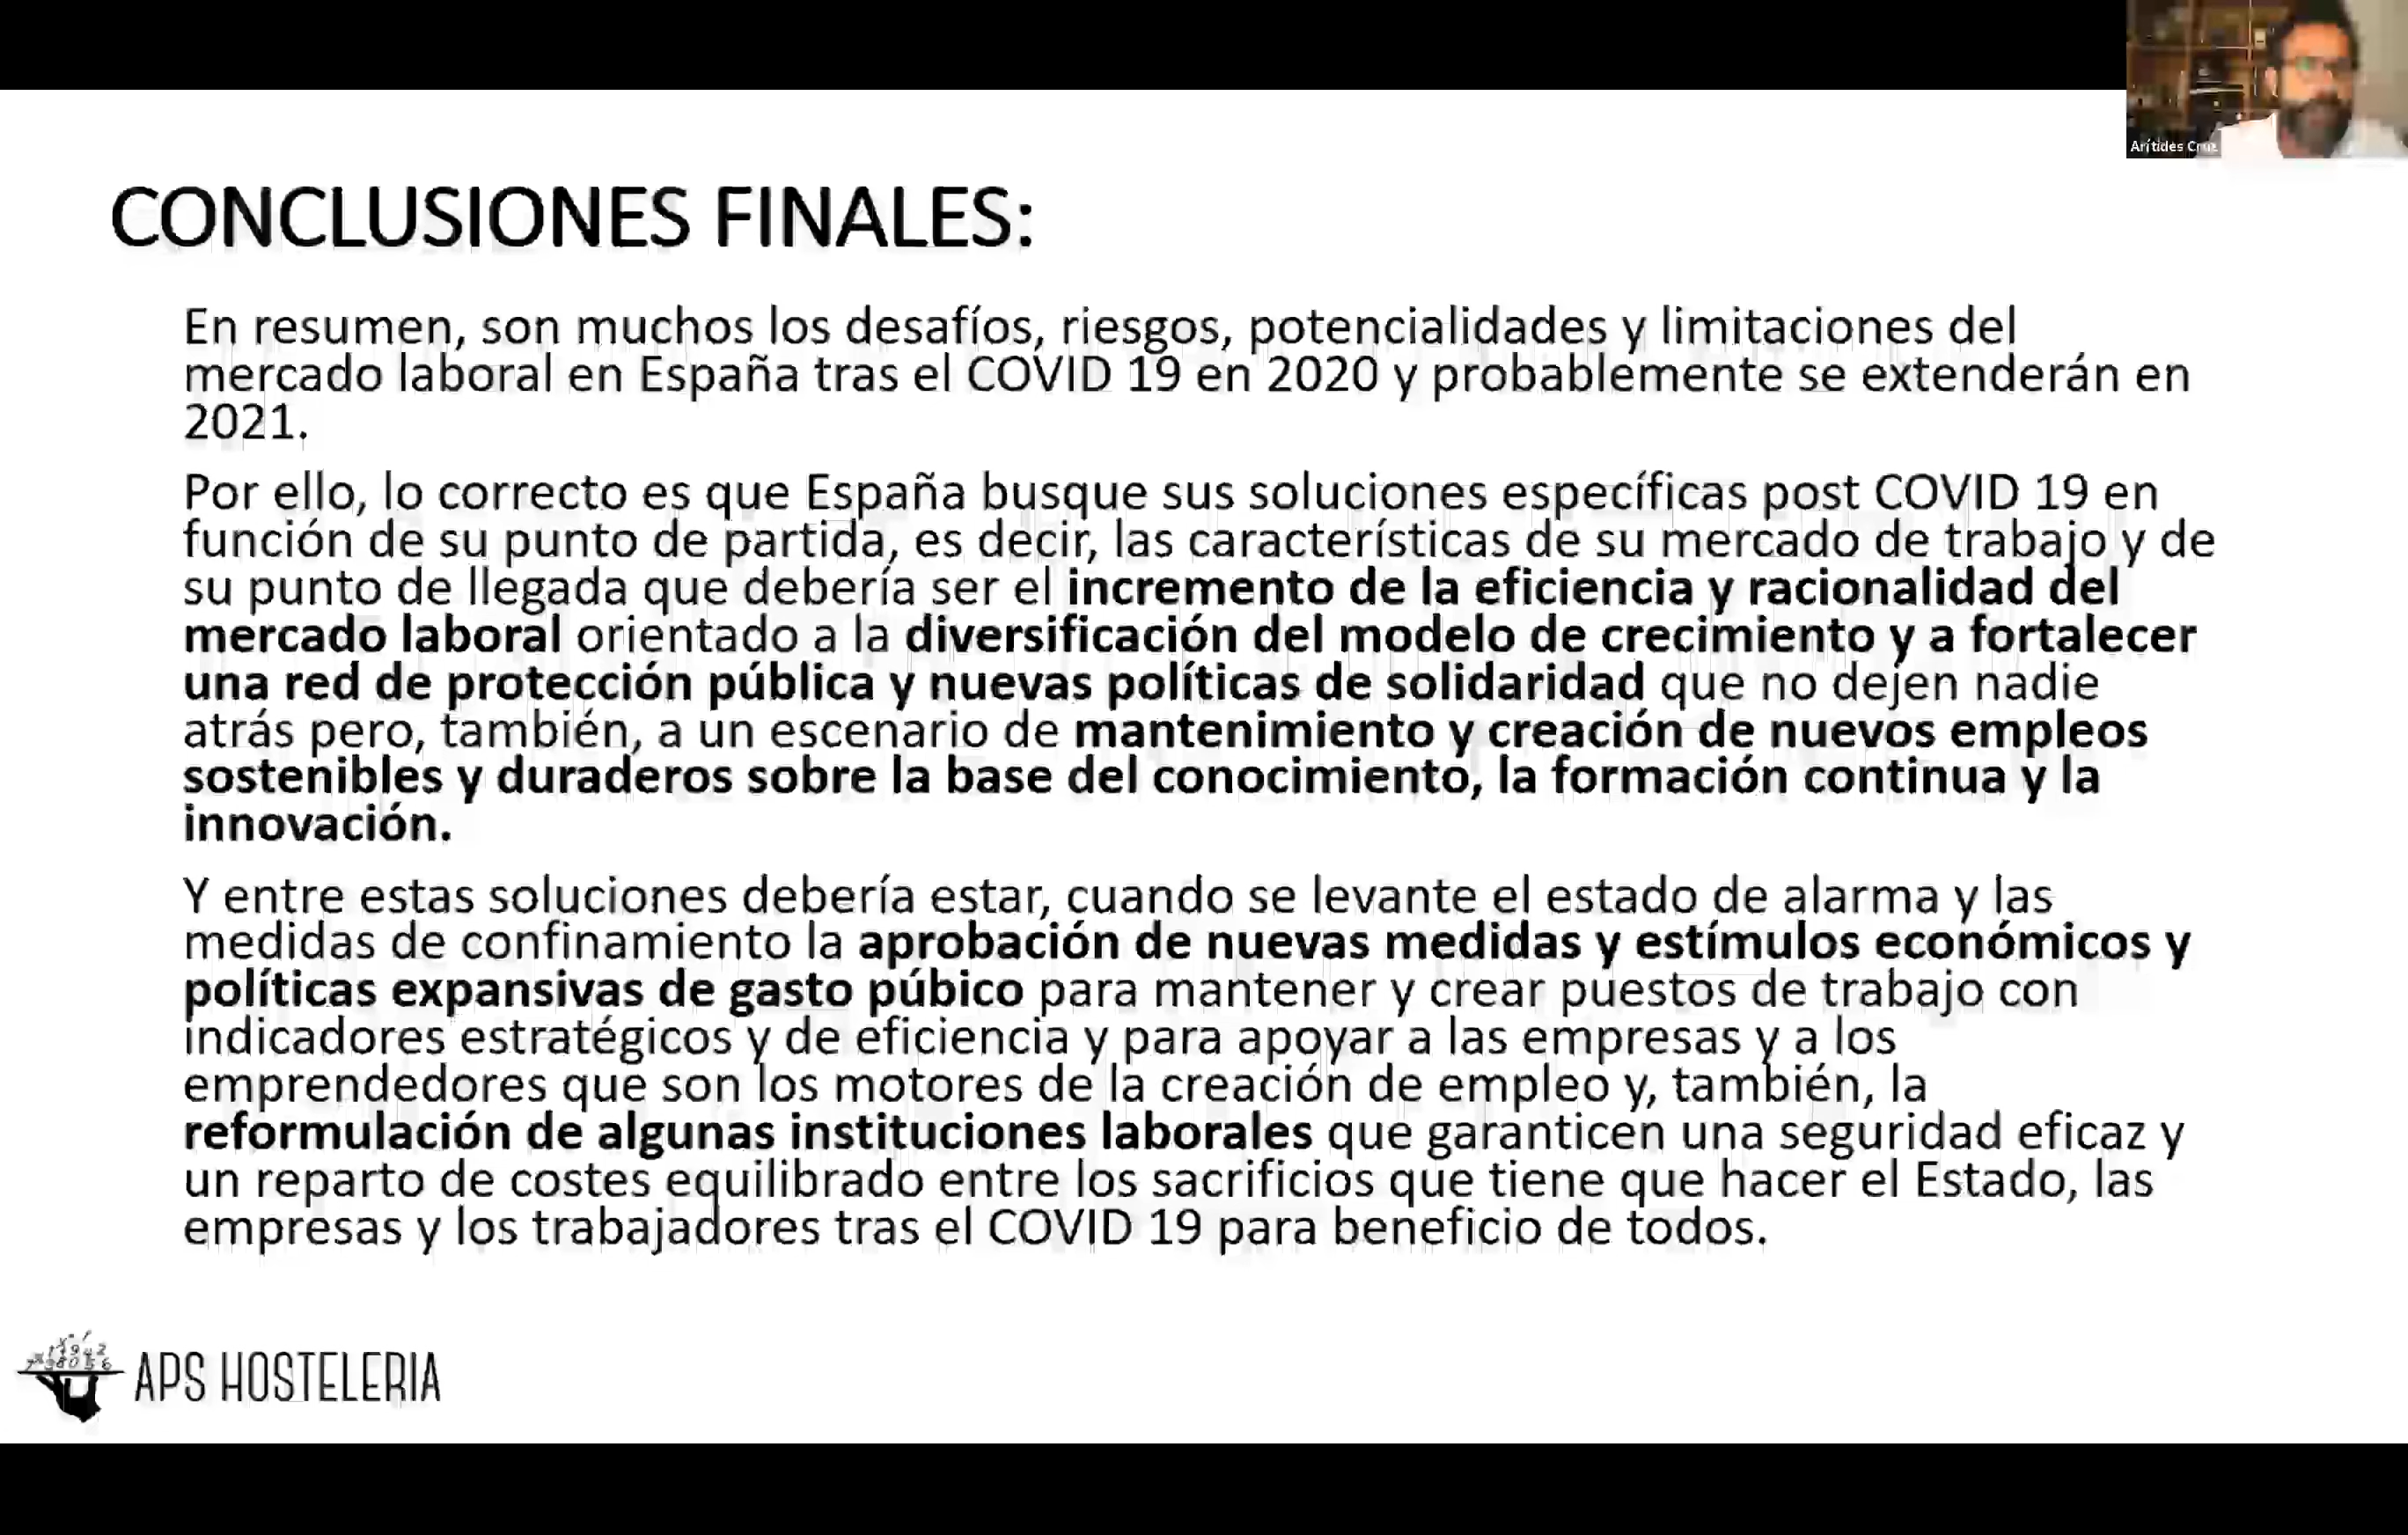 Arítides Cruz
CONCLUSIONES FINALES:
En resumen, son muchos los desafíos, riesgos, potencialidades y limitaciones del
mercado laboral en España tras el COVID 19 en 2020 y probablemente se extenderán en
2021.
Por ello, lo correcto es que España busque sus soluciones específicas post COVID 19 en
función de su punto de partida, es decir, las características de su mercado de trabajo y de
su punto de llegada que debería ser el incremento de la eficiencia y racionalidad del
mercado laboral orientado a la diversificación del modelo de crecimiento y a fortalecer
una red de protección pública y nuevas políticas de solidaridad que no dejen nadie
atrás pero, también, a un escenario de mantenimiento y creación de nuevos empleos
sostenibles y duraderos sobre la base del conocimiento, la formación continua y la
innovación.
Y entre estas soluciones debería estar, cuando se levante el estado de alarma y las
medidas de confinamiento la aprobación de nuevas medidas y estímulos económicos y
políticas expansivas de gasto púbico para mantener y crear puestos de trabajo con
indicadores estratégicos y de eficiencia y para apoyar a las empresas y a los
emprendedores que son los motores de la creación de empleo y, también, la
reformulación de algunas instituciones laborales que garanticen una seguridad eficaz y
un reparto de costes equilibrado entre los sacrificios que tiene que hacer el Estado, las
empresas y los trabajadores tras el COVID 19 para beneficio de todos.
APS HOSTELERIA